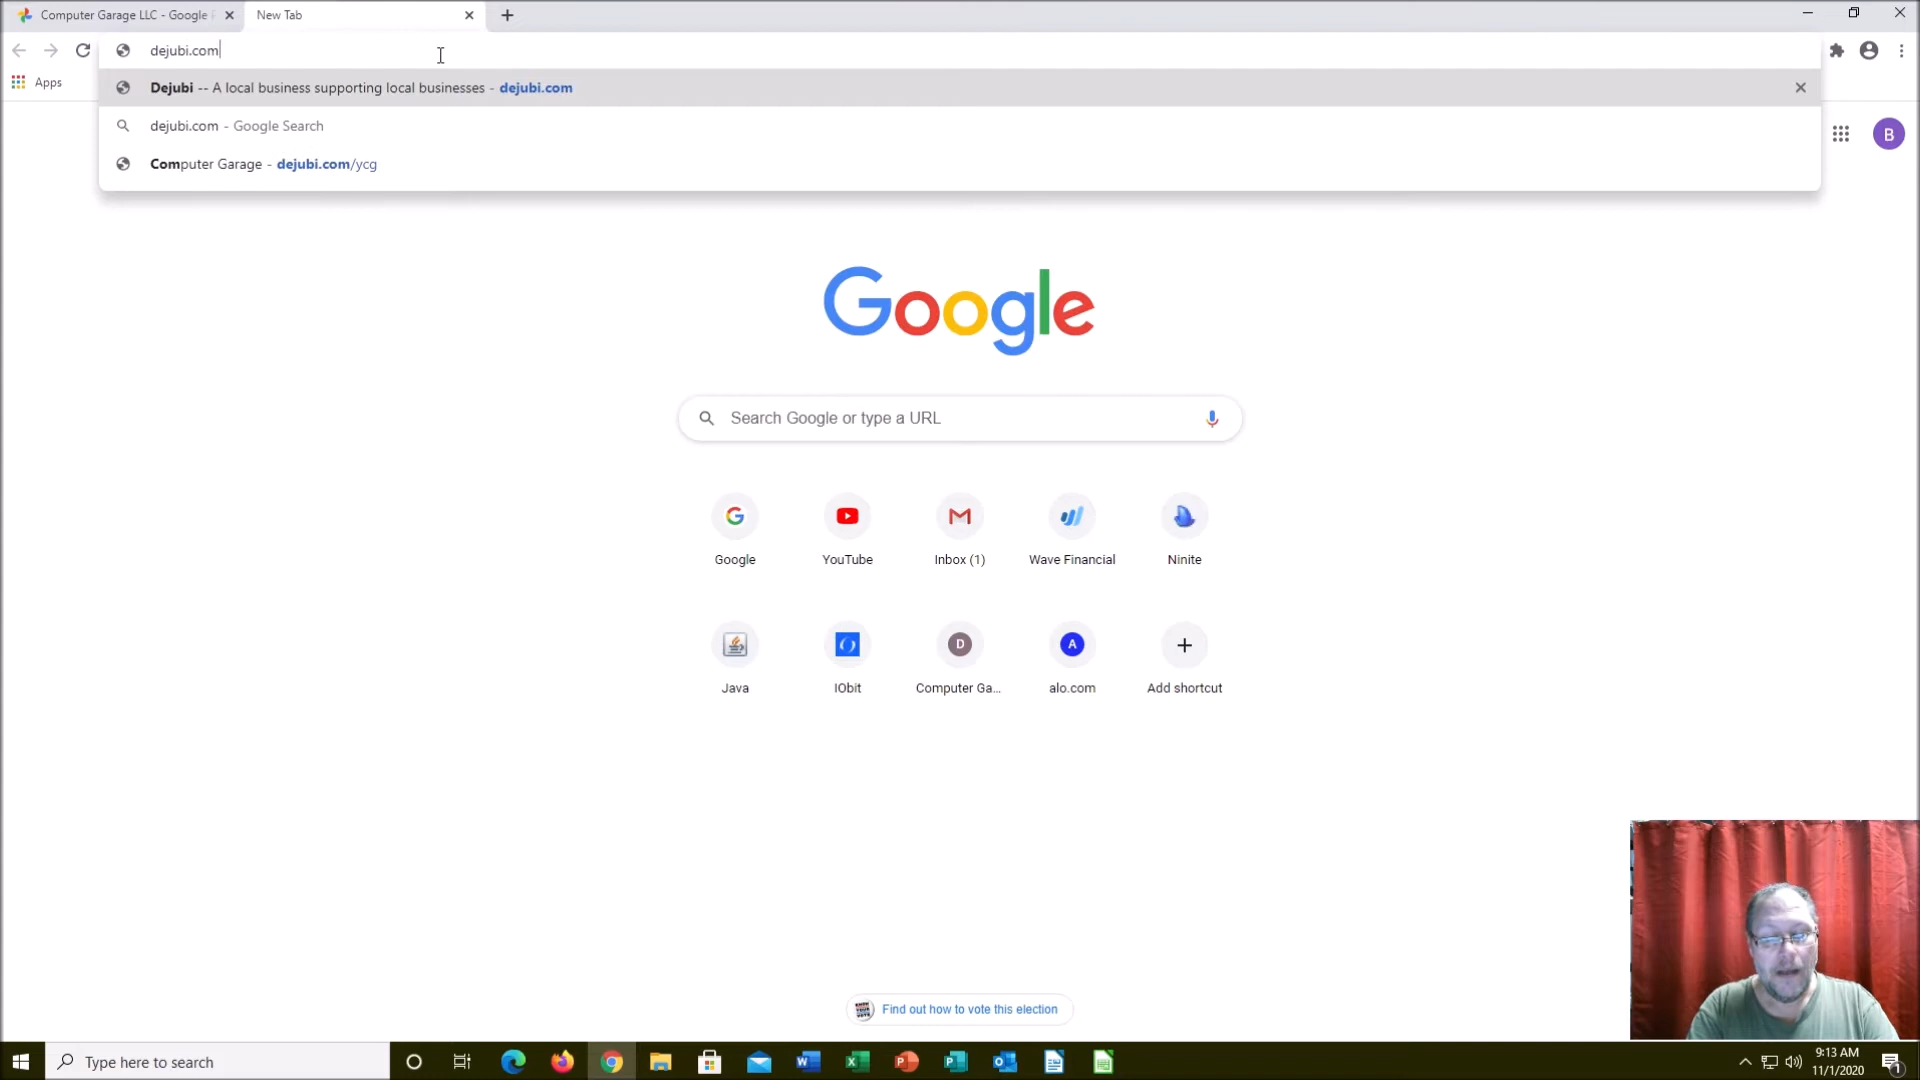 Computer Garage LLC - Google
New Tab
dejubi.com
Apps
Dejubi -- A local business supporting local businesses - dejubi.com
dejubi.com - Google Search
Computer Garage - dejubi.com/ycg
B
Google
Search Google or type a URL
Google
YouTube
Inbox (1)
Wave Financial
Ninite
D
A
Java
IObit
Computer Ga...
alo.com
Add shortcut
Find out how to vote this election
Type here to search
9:13 AM
11/1/2020
1